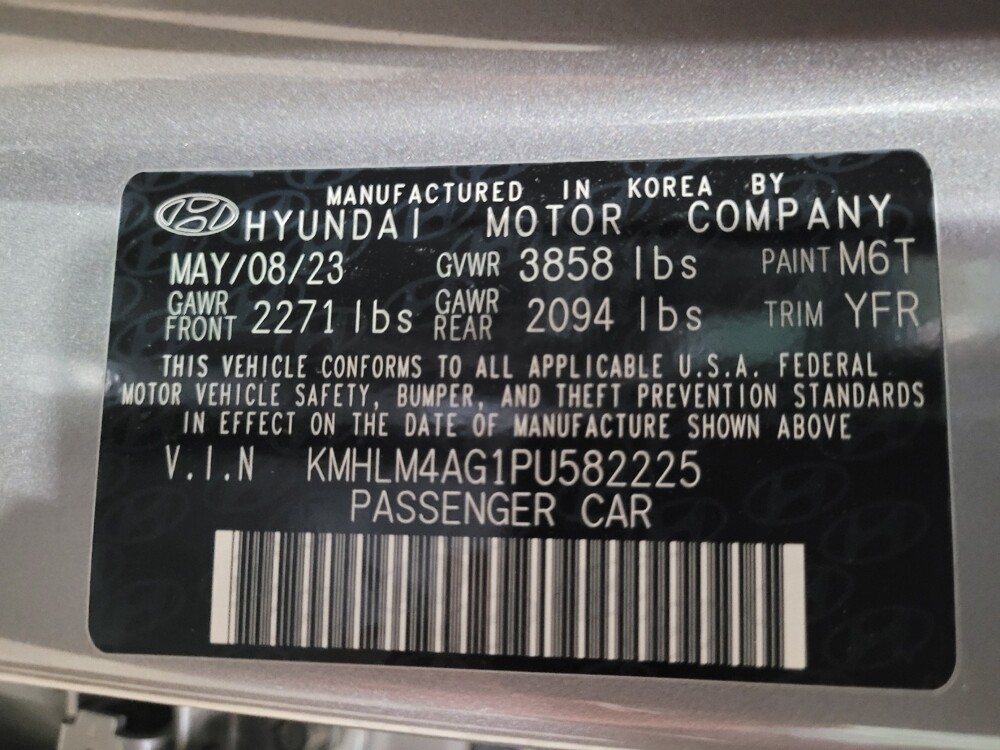 MANUFACTURED IN KOREA BY
HYUNDAI MOTOR COMPANY
MAY/08/23 GVWR 3858 lbs PAINT M6T
GAWR FRONT 2271 lbs GAWR REAR 2094 lbs TRIM YFR
THIS VEHICLE CONFORMS TO ALL APPLICABLE U.S.A. FEDERAL
MOTOR VEHICLE SAFETY, BUMPER, AND THEFT PREVENTION STANDARDS
IN EFFECT ON THE DATE OF MANUFACTURE SHOWN ABOVE
V.I.N KMHLM4AG1PU582225
PASSENGER CAR